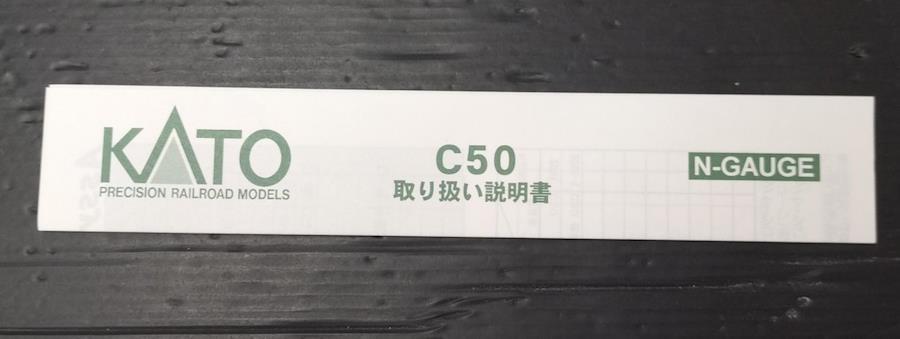 KATO
PRECISION RAILROAD MODELS
C50
取り扱い説明書
N-GAUGE